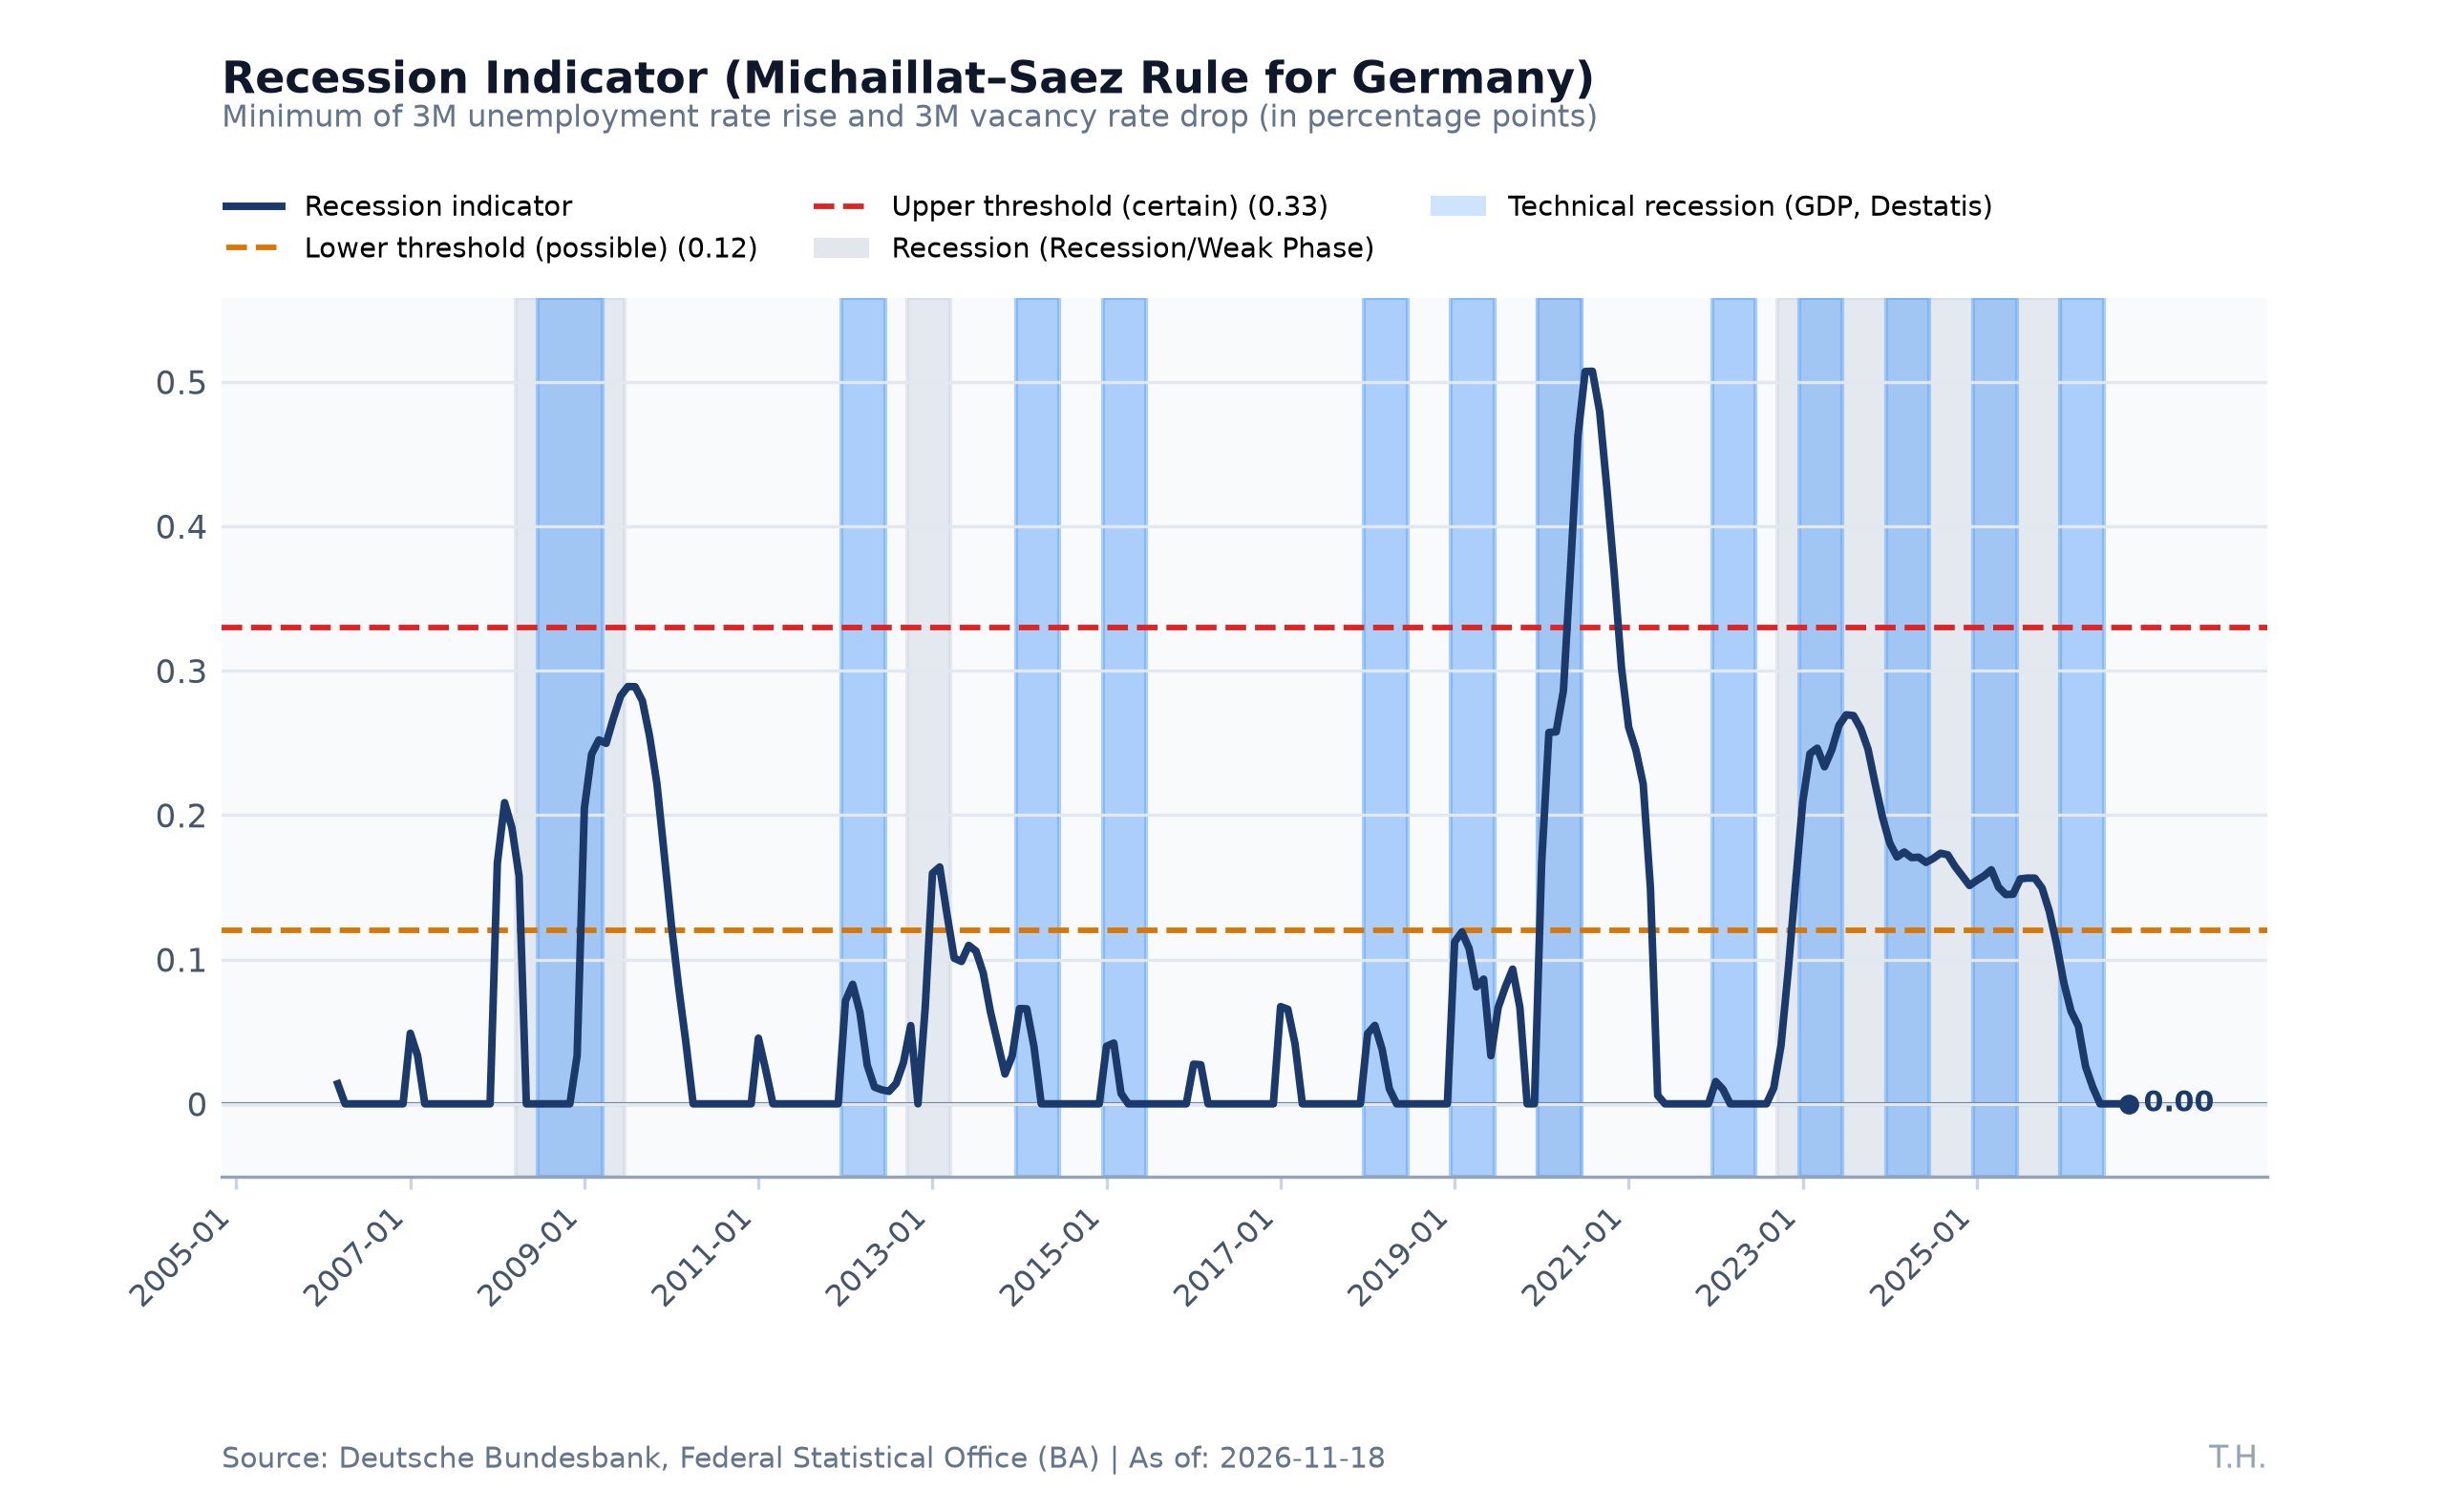 Recession Indicator (Michaillat–Saez Rule for Germany)
Minimum of 3M unemployment rate rise and 3M vacancy rate drop (in percentage points)
Recession indicator
Lower threshold (possible) (0.12)
Upper threshold (certain) (0.33)
Recession (Recession/Weak Phase)
Technical recession (GDP, Destatis)
0.5
0.4
0.3
0.2
0.1
0
0.00
2005-01
2007-01
2009-01
2011-01
2013-01
2015-01
2017-01
2019-01
2021-01
2023-01
2025-01
Source: Deutsche Bundesbank, Federal Statistical Office (BA) | As of: 2026-11-18
T.H.